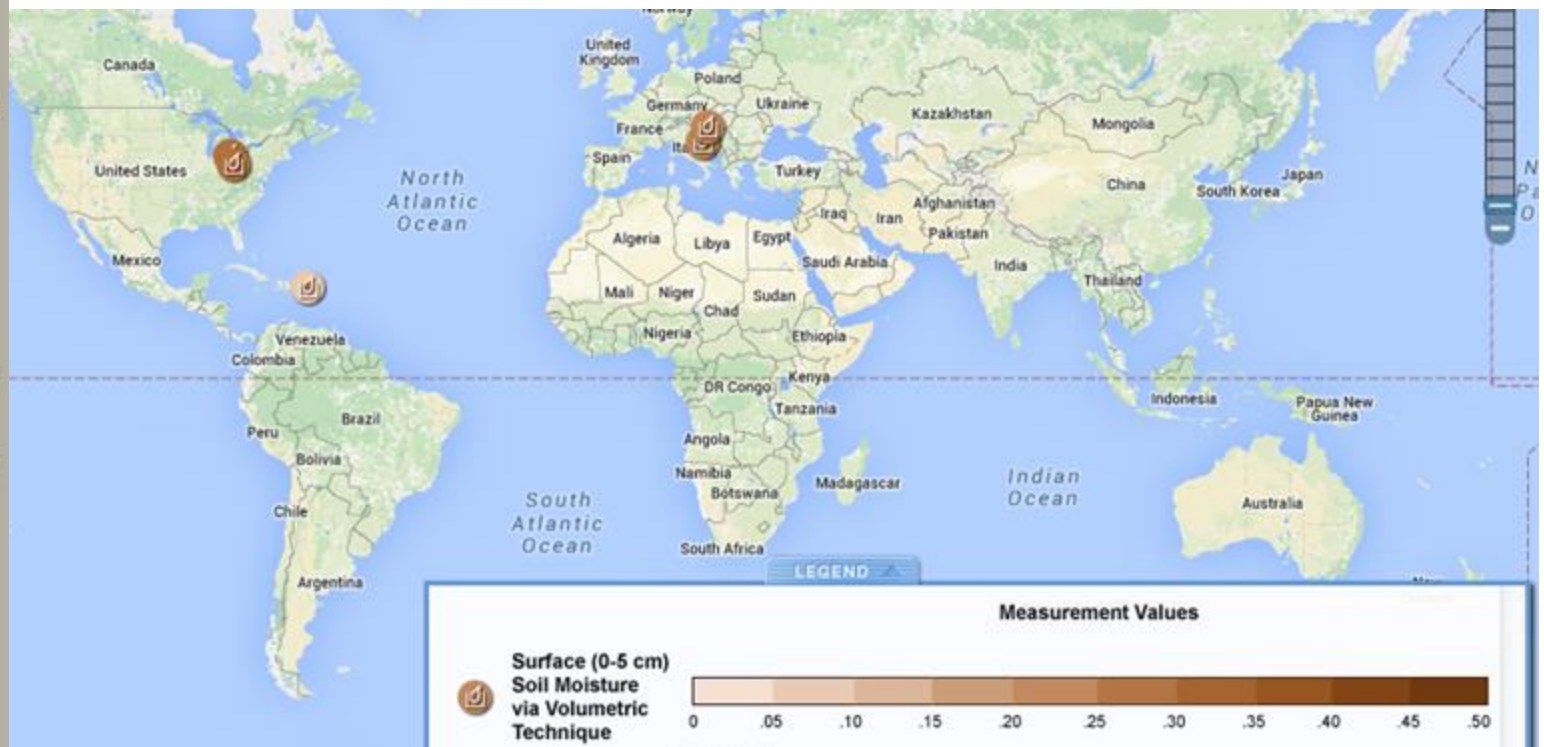 Norway
Canada
United
Kingdom
Poland
Germany
Ukraine
Kazakhstan
France
Mongolia
United States
Spain
Turkey
Japan
China
South Korea
North
Atlantic
Ocean
Afghanistan
Iraq
Iran
Pakistan
Algeria
Libya
Egypt
Mexico
Saudi Arabia
India
Thailand
Mali
Niger
Sudan
Chad
Nigeria
Ethiopia
Venezuela
Colombia
DR Congo
Kenya
Indonesia
Papua New
Guinea
Tanzania
Brazil
Peru
Angola
Bolivia
Namibia
Botswana
Madagascar
Indian
Ocean
Australia
Chile
South
Atlantic
Ocean
South Africa
Argentina
LEGEND
Measurement Values
Surface (0-5 cm)
Soil Moisture
via Volumetric
Technique
0 .05 .10 .15 .20 .25 .30 .35 .40 .45 .50